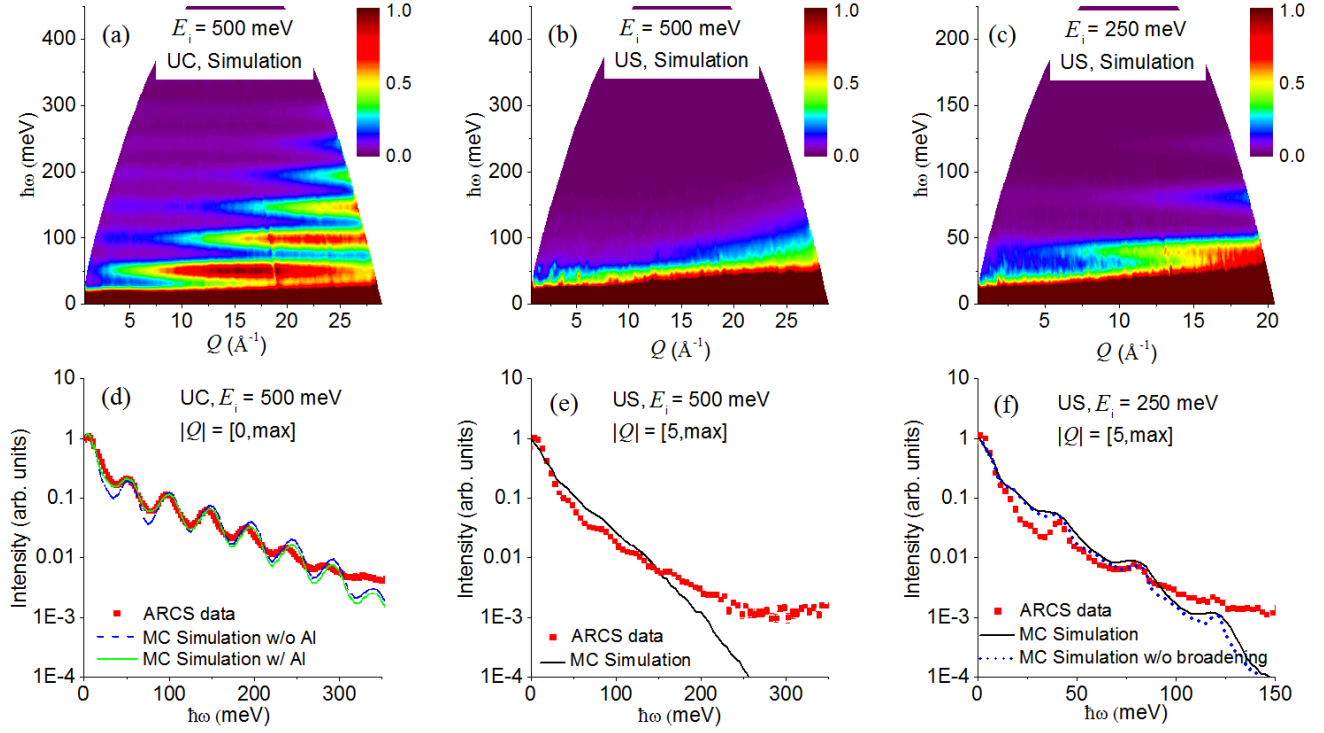 (a)
E_i = 500 meV
UC, Simulation
1.0
0.5
0.0
450
400
350
300
250
200
150
100
50
0
ħω (meV)
5
10
15
20
25
Q (Å⁻¹)
(b)
E_i = 500 meV
US, Simulation
1.0
0.5
0.0
400
300
200
100
0
5
10
15
20
25
Q (Å⁻¹)
(c)
E_i = 250 meV
US, Simulation
1.0
0.5
0.0
200
150
100
50
0
5
10
15
20
Q (Å⁻¹)
(d)
UC, E_i = 500 meV
|Q| = [0,max]
10
1
0.1
0.01
1E-3
1E-4
Intensity (arb. units)
ARCS data
MC Simulation w/o Al
MC Simulation w/ Al
0
100
200
300
ħω (meV)
(e)
US, E_i = 500 meV
|Q| = [5,max]
10
1
0.1
0.01
1E-3
1E-4
Intensity (arb. units)
ARCS data
MC Simulation
0
100
200
300
ħω (meV)
(f)
US, E_i = 250 meV
|Q| = [5,max]
10
1
0.1
0.01
1E-3
1E-4
Intensity (arb. units)
ARCS data
MC Simulation
MC Simulation w/o broadening
0
50
100
150
ħω (meV)